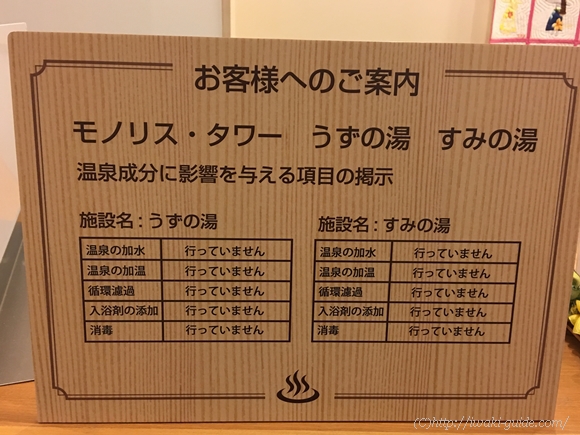 お客様へのご案内
モノリス・タワー うずの湯 すみの湯
温泉成分に影響を与える項目の掲示
施設名：うずの湯
温泉の加水 行っていません
温泉の加温 行っていません
循環濾過 行っていません
入浴剤の添加 行っていません
消毒 行っていません
施設名：すみの湯
温泉の加水 行っていません
温泉の加温 行っていません
循環濾過 行っていません
入浴剤の添加 行っていません
消毒 行っていません
(C)http://iwaki-guide.com/